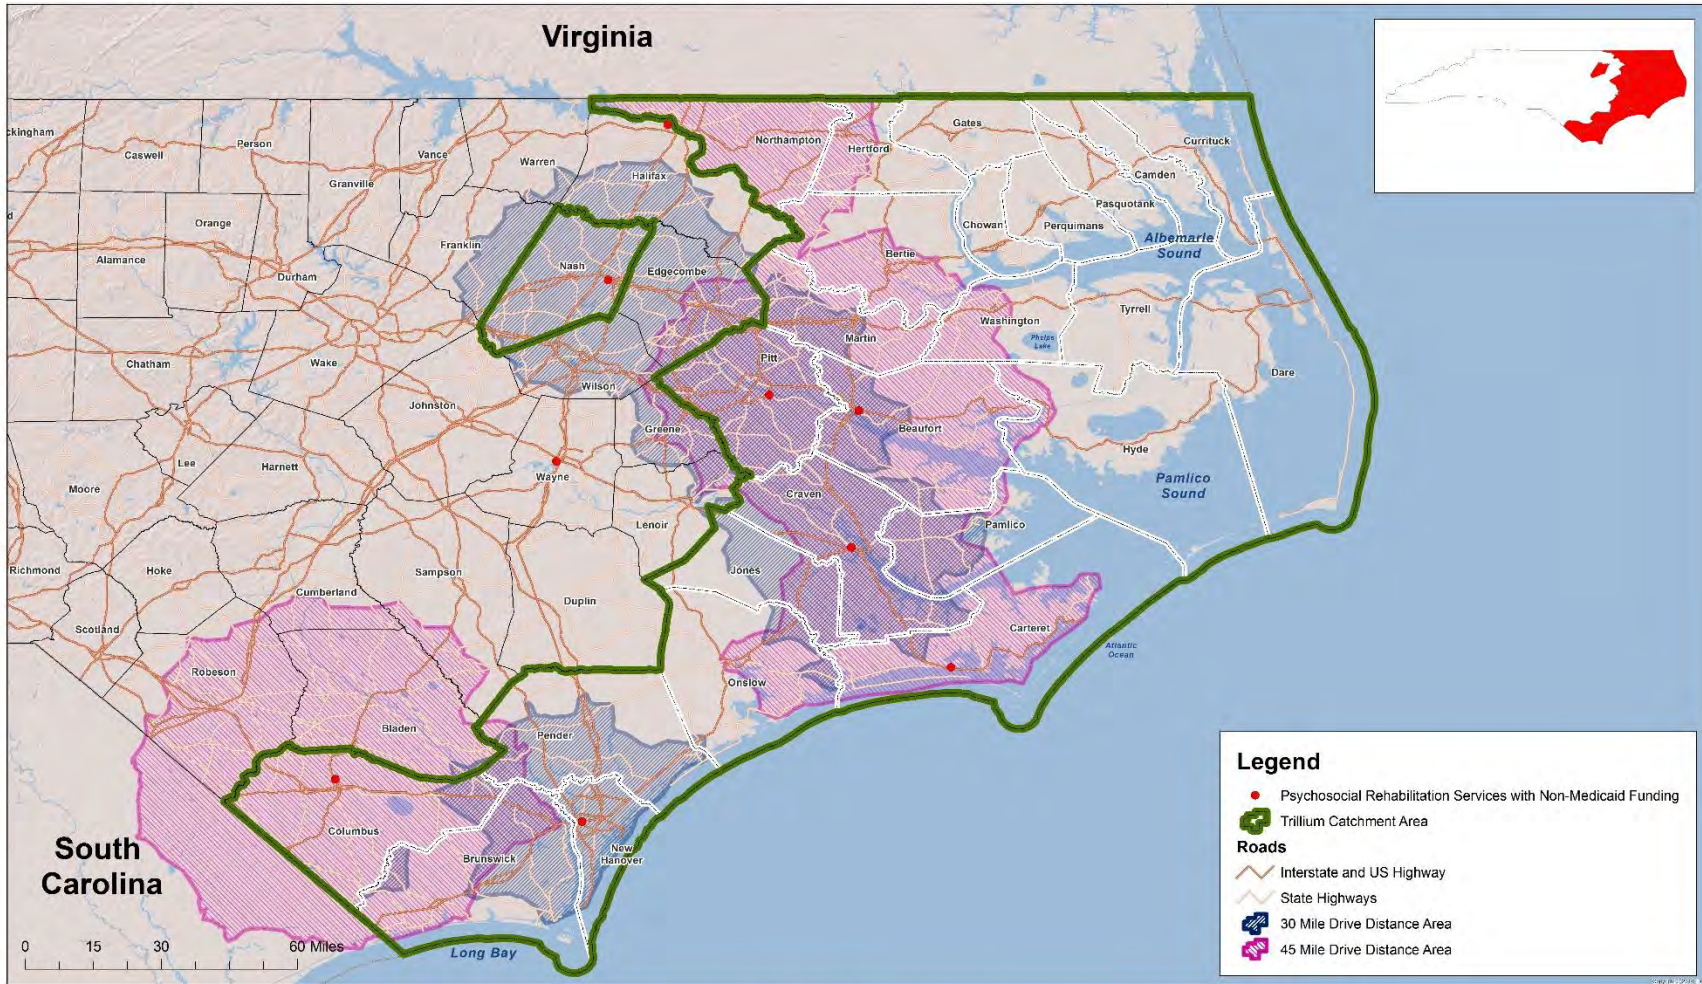 Virginia
ckingham
Caswell
Person
Vance
Granville
Warren
Northampton
Hertford
Gates
Currituck
Halifax
Camden
Pasquotank
Orange
Chowan
Perquimans
Albemarle
Sound
Franklin
Alamance
Durham
Nash
Edgecombe
Bertie
Tyrrell
Washington
Phelps
Lake
Martin
Chatham
Wake
Pitt
Dare
Wilson
Johnston
Greene
Beaufort
Hyde
Lee
Harnett
Wayne
Moore
Craven
Pamlico
Sound
Lenoir
Pamlico
Richmond
Hoke
Sampson
Jones
Cumberland
Duplin
Scotland
Carteret
Atlantic
Ocean
Robeson
Onslow
Bladen
Pender
Columbus
South
Carolina
Brunswick
New
Hanover
0 15 30 60 Miles
Long Bay
Legend
Psychosocial Rehabilitation Services with Non-Medicaid Funding
Trillium Catchment Area
Roads
Interstate and US Highway
State Highways
30 Mile Drive Distance Area
45 Mile Drive Distance Area